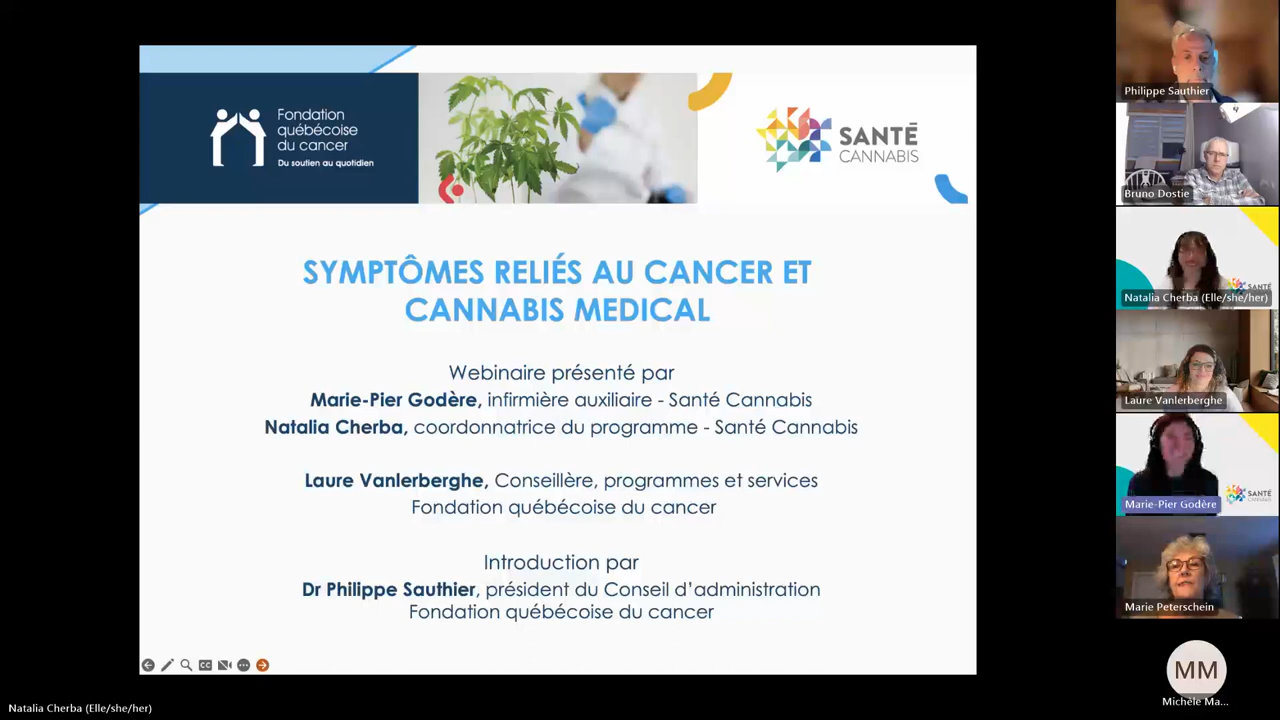 Fondation
québécoise
du cancer
Du soutien au quotidien
SANTÉ
CANNABIS
SYMPTÔMES RELIÉS AU CANCER ET
CANNABIS MEDICAL
Webinaire présenté par
Marie-Pier Godère, infirmière auxiliaire - Santé Cannabis
Natalia Cherba, coordonnatrice du programme - Santé Cannabis
Laure Vanlerberghe, Conseillère, programmes et services
Fondation québécoise du cancer
Introduction par
Dr Philippe Sauthier, président du Conseil d’administration
Fondation québécoise du cancer
CC
Natalia Cherba (Elle/she/her)
Philippe Sauthier
Bruno Dostie
SANTÉ
Natalia Cherba (Elle/she/her)
Laure Vanlerberghe
SANTÉ
Marie-Pier Godère
Marie Peterschein
MM
Michèle Ma...